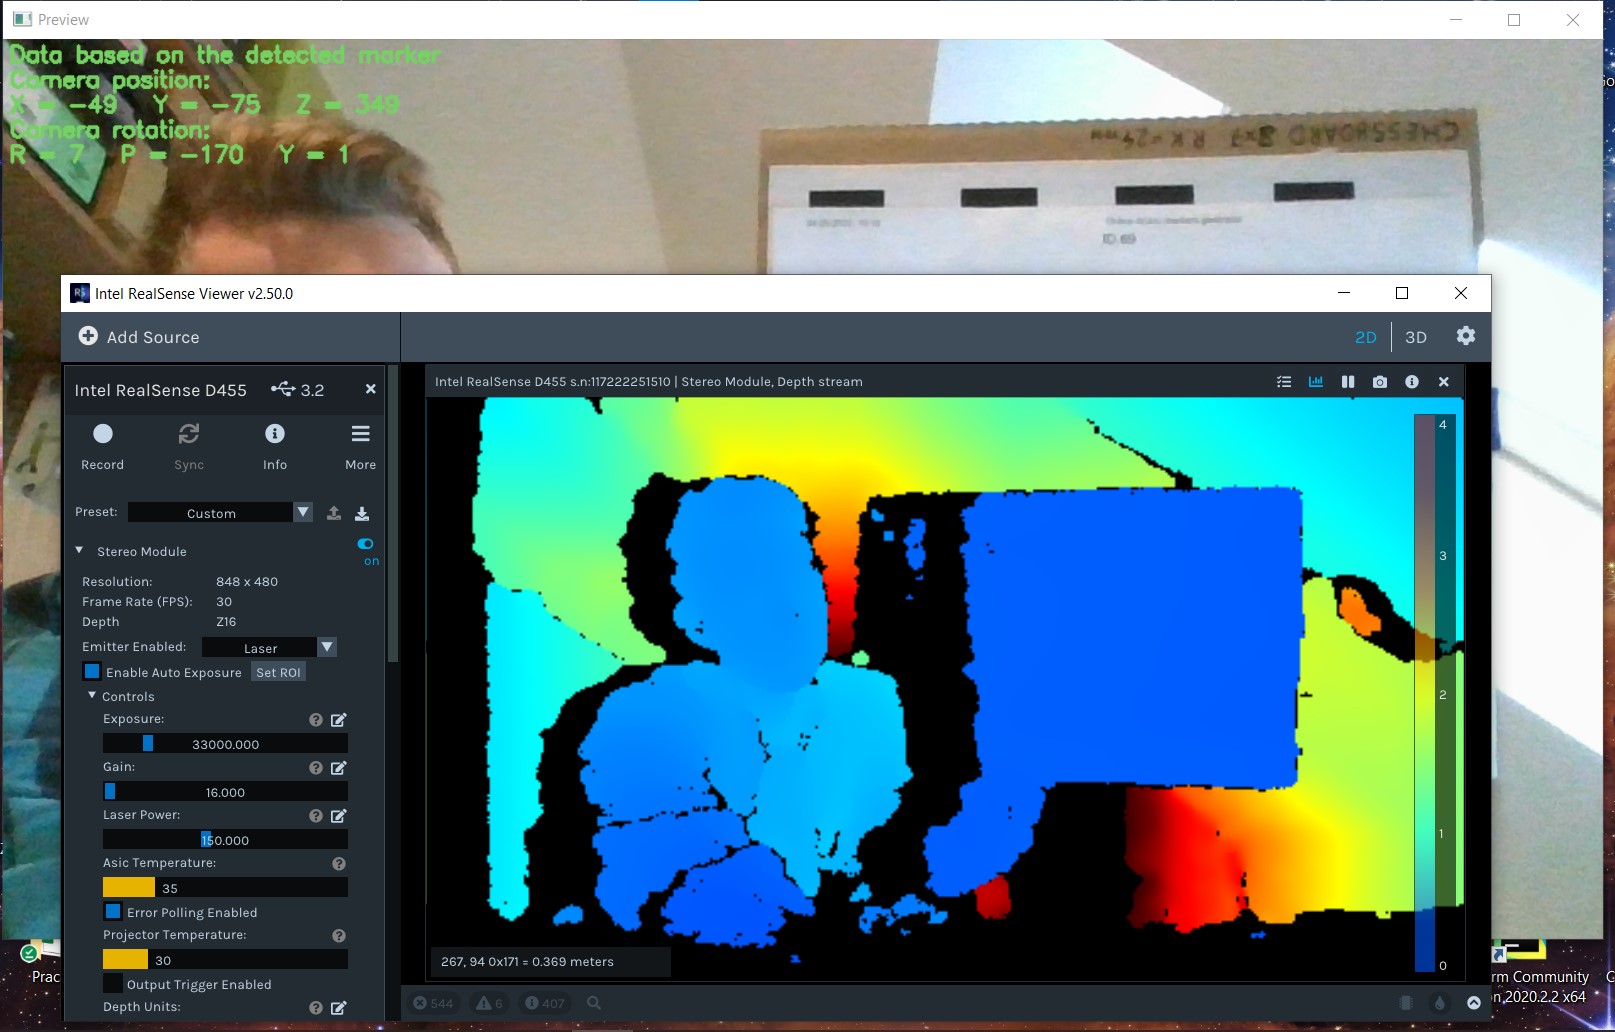 Preview
Data based on the detected marker
Camera position:
X = -49 Y = -75 Z = 349
Camera rotation:
R = 7 P = -170 Y = 1
CHESSBOARD 9x7 RK=24mm
ID: 69
Intel RealSense Viewer v2.50.0
Add Source
2D 3D
Intel RealSense D455 3.2
Record Sync Info More
Preset: Custom
Stereo Module
on
Resolution: 848 x 480
Frame Rate (FPS): 30
Depth Z16
Emitter Enabled: Laser
Enable Auto Exposure Set ROI
Controls
Exposure:
33000.000
Gain:
16.000
Laser Power:
150.000
Asic Temperature:
35
Error Polling Enabled
Projector Temperature:
30
Output Trigger Enabled
Depth Units:
Intel RealSense D455 s.n:117222251510 | Stereo Module, Depth stream
4
3
2
1
0
267, 94 0x171 = 0.369 meters
544 6 407
Prac
rm Community
on 2020.2.2 x64